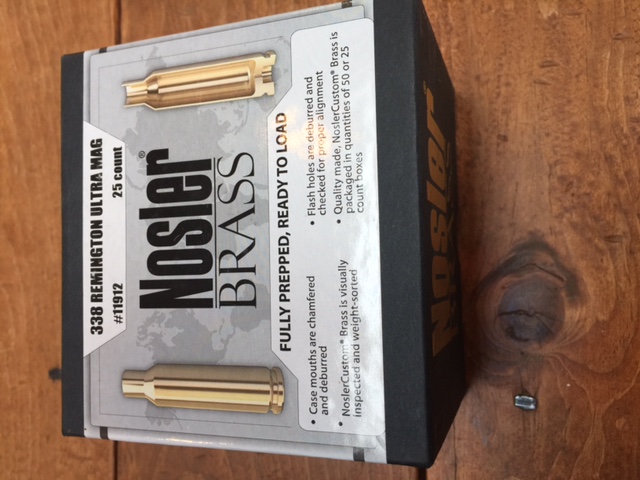 338 REMINGTON ULTRA MAG
#11912 25 count
Nosler®
BRASS
FULLY PREPPED, READY TO LOAD
• Case mouths are chamfered
and deburred
• NoslerCustom® Brass is visually
inspected and weight-sorted
• Flash holes are deburred and
checked for proper alignment
• Quality made, NoslerCustom® Brass is
packaged in quantities of 50 or 25
count boxes
Nosler